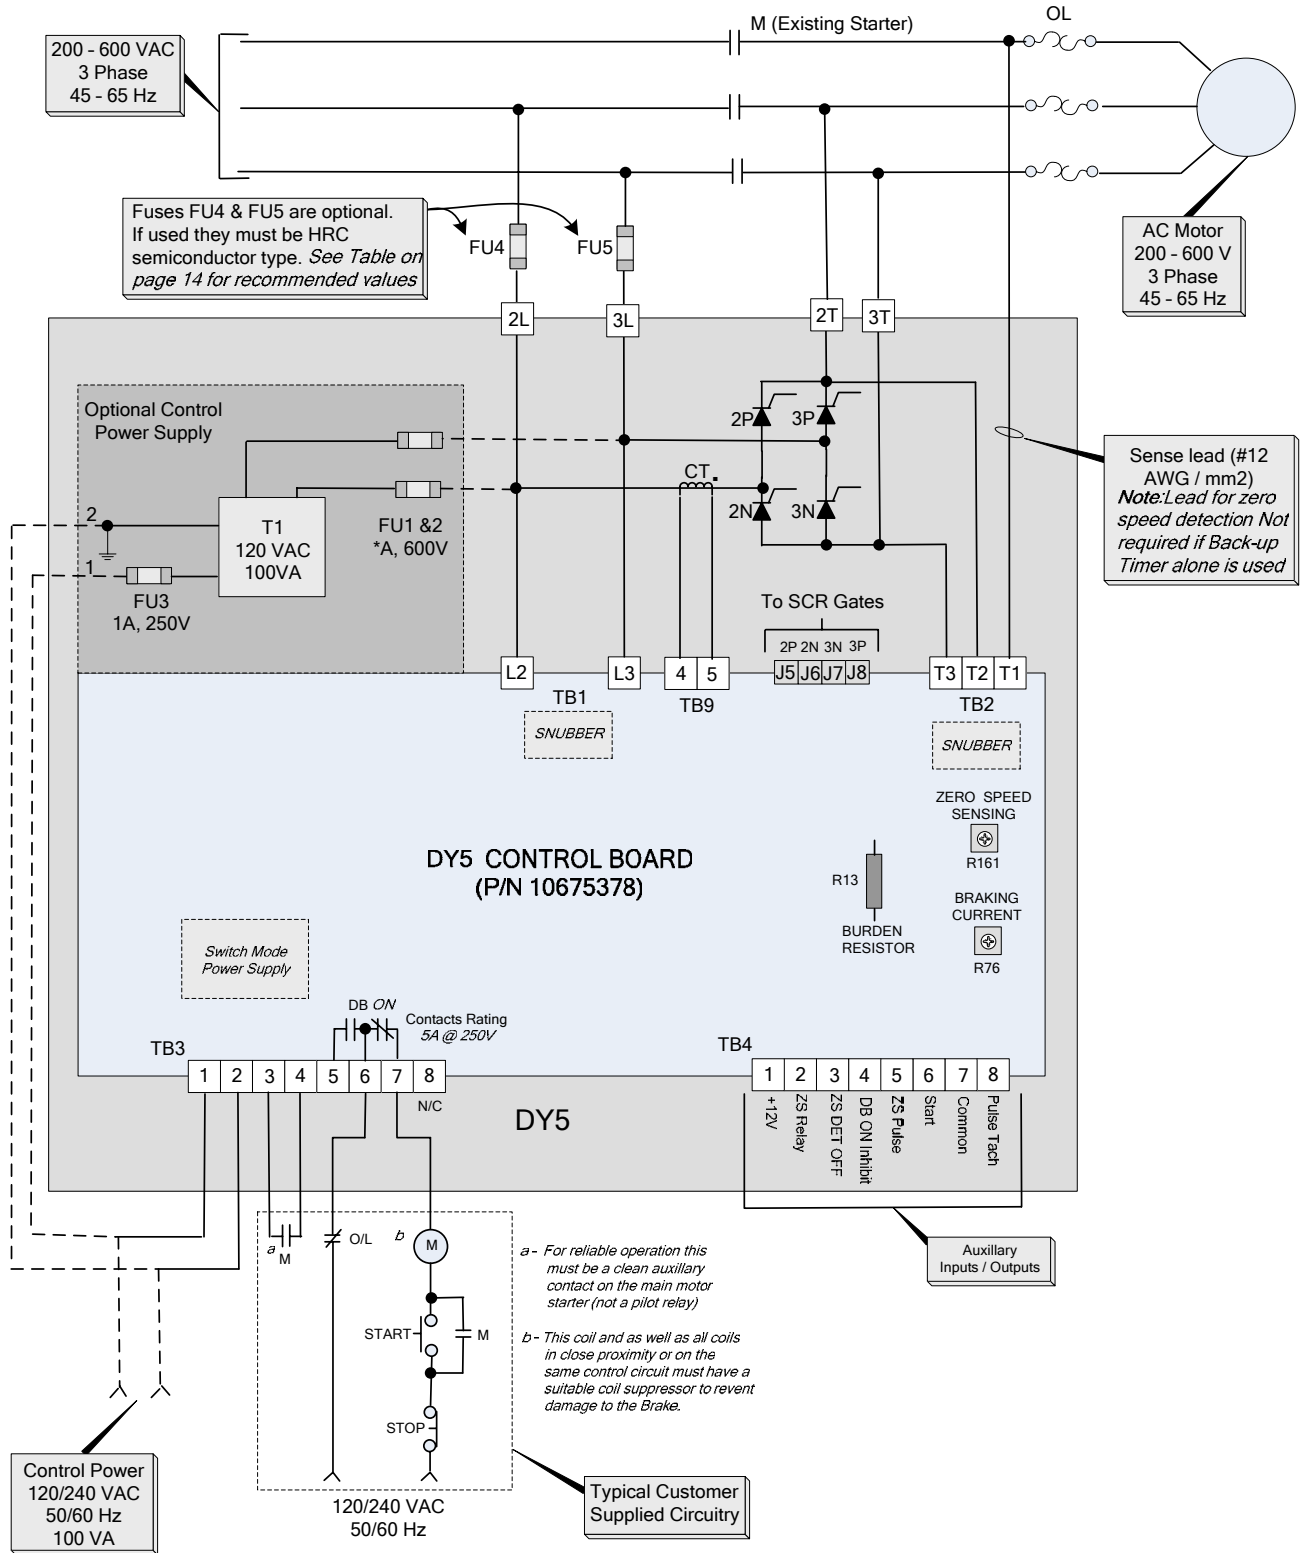 M (Existing Starter)
OL
200 - 600 VAC
3 Phase
45 - 65 Hz
Fuses FU4 & FU5 are optional.
If used they must be HRC
semiconductor type. See Table on
page 14 for recommended values
FU4
FU5
AC Motor
200 - 600 V
3 Phase
45 - 65 Hz
2L
3L
2T
3T
Optional Control
Power Supply
2P
3P
CT
2N
3N
Sense lead (#12
AWG / mm2)
Note:Lead for zero
speed detection Not
required if Back-up
Timer alone is used
2
T1
120 VAC
100VA
FU1 &2
*A, 600V
1
FU3
1A, 250V
To SCR Gates
2P 2N 3N 3P
L2
L3
4 5
J5 J6 J7 J8
T3 T2 T1
TB1
TB9
TB2
SNUBBER
SNUBBER
ZERO SPEED
SENSING
R161
DY5 CONTROL BOARD
(P/N 10675378)
R13
BURDEN
RESISTOR
BRAKING
CURRENT
R76
Switch Mode
Power Supply
DB ON
Contacts Rating
5A @ 250V
TB3
1 2 3 4 5 6 7 8
N/C
TB4
1 2 3 4 5 6 7 8
+12V
ZS Relay
ZS DET OFF
DB ON Inhibit
ZS Pulse
Start
Common
Pulse Tach
DY5
a
M
O/L
b
M
START
M
STOP
a - For reliable operation this
must be a clean auxillary
contact on the main motor
starter (not a pilot relay)
b - This coil and as well as all coils
in close proximity or on the
same control circuit must have a
suitable coil suppressor to revent
damage to the Brake.
Auxillary
Inputs / Outputs
Control Power
120/240 VAC
50/60 Hz
100 VA
120/240 VAC
50/60 Hz
Typical Customer
Supplied Circuitry